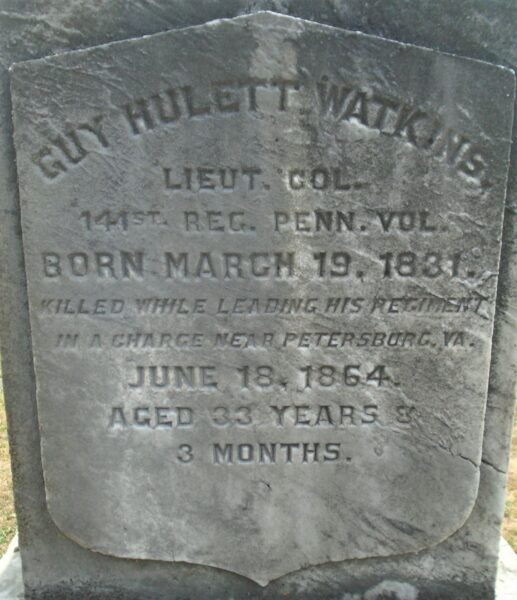 GUY HULETT WATKINS,
LIEUT. COL.
141ST. REG. PENN. VOL.
BORN MARCH 19, 1831.
KILLED WHILE LEADING HIS REGIMENT
IN A CHARGE NEAR PETERSBURG, VA.
JUNE 18, 1864.
AGED 33 YEARS &
3 MONTHS.